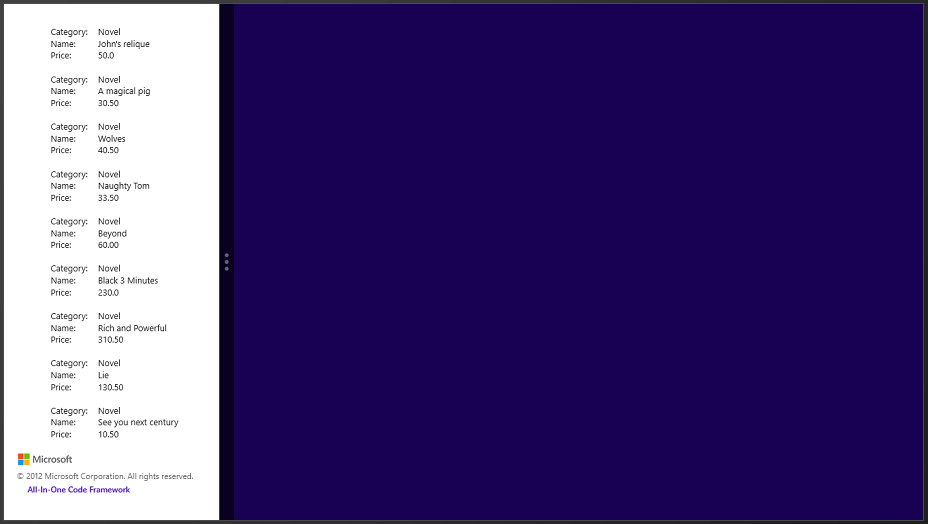 Category: Novel
Name: John's relique
Price: 50.0
Category: Novel
Name: A magical pig
Price: 30.50
Category: Novel
Name: Wolves
Price: 40.50
Category: Novel
Name: Naughty Tom
Price: 33.50
Category: Novel
Name: Beyond
Price: 60.00
Category: Novel
Name: Black 3 Minutes
Price: 230.0
Category: Novel
Name: Rich and Powerful
Price: 310.50
Category: Novel
Name: Lie
Price: 130.50
Category: Novel
Name: See you next century
Price: 10.50
Microsoft
© 2012 Microsoft Corporation. All rights reserved.
All-In-One Code Framework